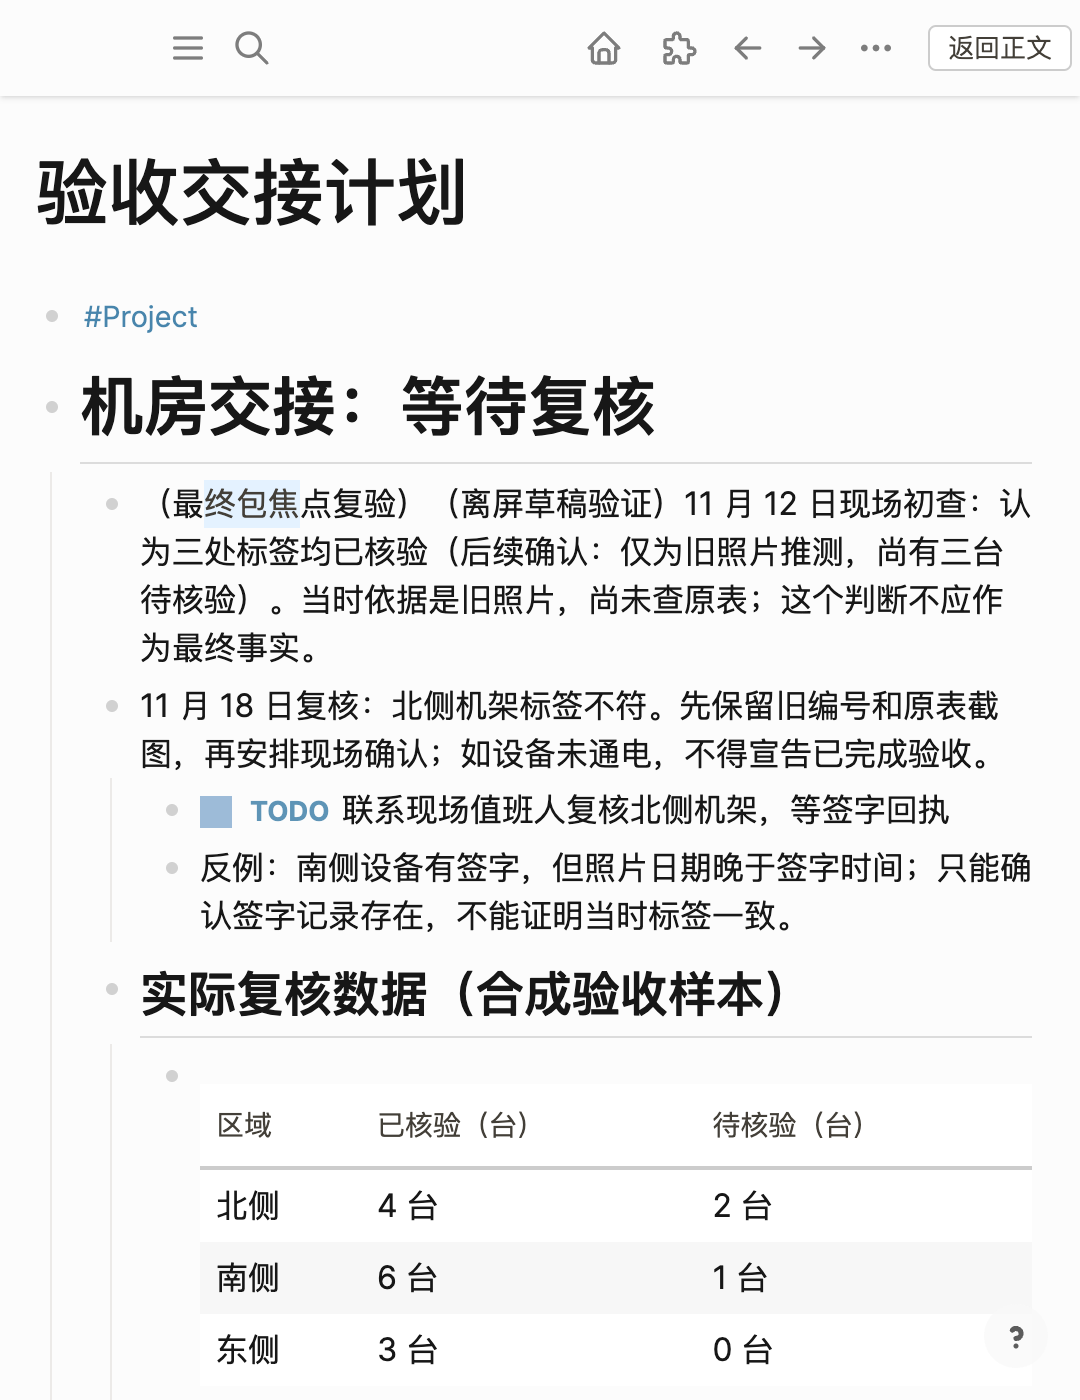 返回正文
验收交接计划
#Project
机房交接：等待复核
（最终包焦点复验）（离屏草稿验证）11 月 12 日现场初查：认
为三处标签均已核验（后续确认：仅为旧照片推测，尚有三台
待核验）。当时依据是旧照片，尚未查原表；这个判断不应作
为最终事实。
11 月 18 日复核：北侧机架标签不符。先保留旧编号和原表截
图，再安排现场确认；如设备未通电，不得宣告已完成验收。
TODO 联系现场值班人复核北侧机架，等签字回执
反例：南侧设备有签字，但照片日期晚于签字时间；只能确
认签字记录存在，不能证明当时标签一致。
实际复核数据（合成验收样本）
区域 已核验（台） 待核验（台）
北侧 4 台 2 台
南侧 6 台 1 台
东侧 3 台 0 台
?